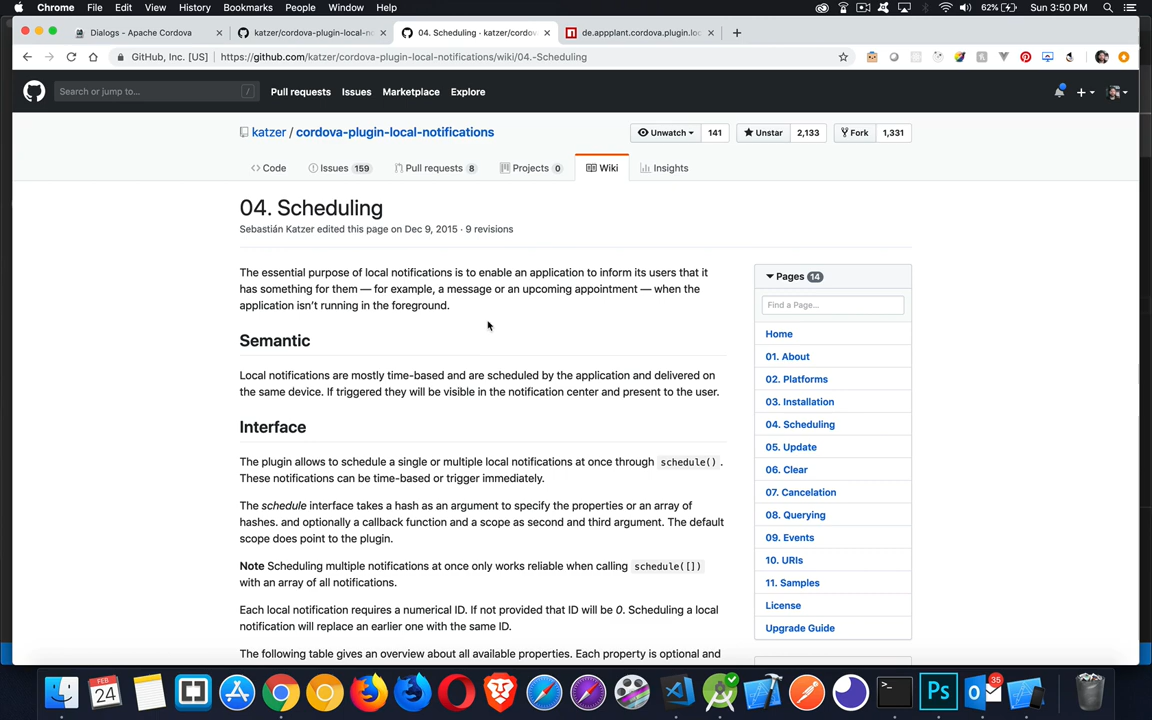 Chrome File Edit View History Bookmarks People Window Help 62% Sun 3:50 PM
Dialogs - Apache Cordova katzer/cordova-plugin-local-n 04. Scheduling · katzer/cordov de.appplant.cordova.plugin.loc
GitHub, Inc. [US] https://github.com/katzer/cordova-plugin-local-notifications/wiki/04.-Scheduling
Search or jump to... / Pull requests Issues Marketplace Explore
katzer / cordova-plugin-local-notifications Unwatch 141 Unstar 2,133 Fork 1,331
Code Issues 159 Pull requests 8 Projects 0 Wiki Insights
04. Scheduling
Sebastián Katzer edited this page on Dec 9, 2015 · 9 revisions
The essential purpose of local notifications is to enable an application to inform its users that it
has something for them — for example, a message or an upcoming appointment — when the
application isn't running in the foreground.
Semantic
Local notifications are mostly time-based and are scheduled by the application and delivered on
the same device. If triggered they will be visible in the notification center and present to the user.
Interface
The plugin allows to schedule a single or multiple local notifications at once through schedule() .
These notifications can be time-based or trigger immediately.
The schedule interface takes a hash as an argument to specify the properties or an array of
hashes. and optionally a callback function and a scope as second and third argument. The default
scope does point to the plugin.
Note Scheduling multiple notifications at once only works reliable when calling schedule([])
with an array of all notifications.
Each local notification requires a numerical ID. If not provided that ID will be 0. Scheduling a local
notification will replace an earlier one with the same ID.
The following table gives an overview about all available properties. Each property is optional and
Pages 14
Find a Page...
Home
01. About
02. Platforms
03. Installation
04. Scheduling
05. Update
06. Clear
07. Cancelation
08. Querying
09. Events
10. URIs
11. Samples
License
Upgrade Guide
FEB
24
Ps
35